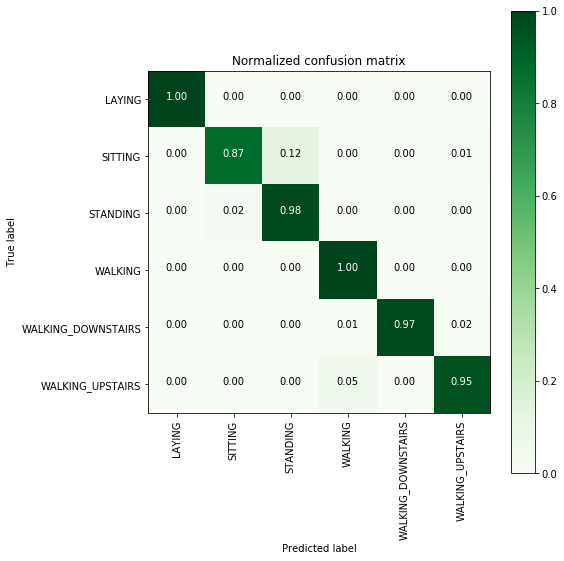 Normalized confusion matrix
True label
LAYING 1.00 0.00 0.00 0.00 0.00 0.00
SITTING 0.00 0.87 0.12 0.00 0.00 0.01
STANDING 0.00 0.02 0.98 0.00 0.00 0.00
WALKING 0.00 0.00 0.00 1.00 0.00 0.00
WALKING_DOWNSTAIRS 0.00 0.00 0.00 0.01 0.97 0.02
WALKING_UPSTAIRS 0.00 0.00 0.00 0.05 0.00 0.95
LAYING
SITTING
STANDING
WALKING
WALKING_DOWNSTAIRS
WALKING_UPSTAIRS
Predicted label
1.0
0.8
0.6
0.4
0.2
0.0